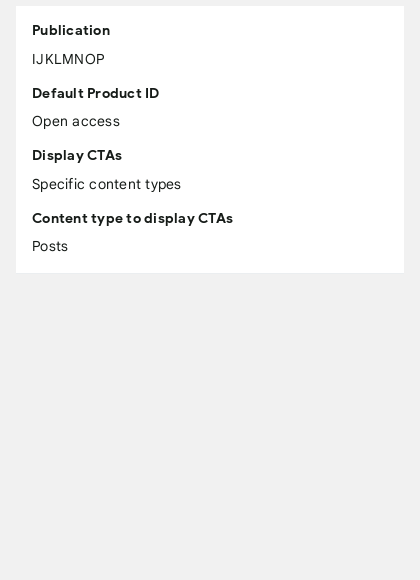 Publication
IJKLMNOP
Default Product ID
Open access
Display CTAs
Specific content types
Content type to display CTAs
Posts